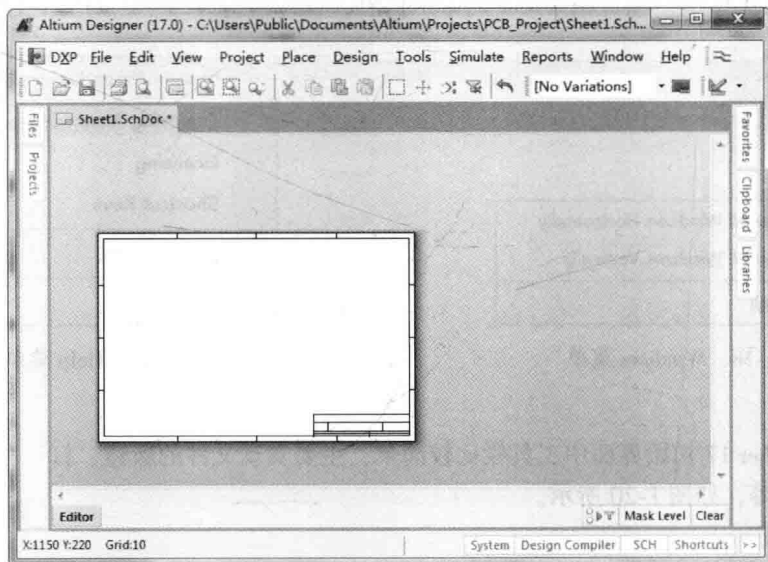 Altium Designer (17.0) - C:\Users\Public\Documents\Altium\Projects\PCB_Project\Sheet1.Sch...
DXP File Edit View Project Place Design Tools Simulate Reports Window Help
[No Variations]
Files
Projects
Sheet1.SchDoc *
Favorites
Clipboard
Libraries
Editor
Mask Level Clear
X:1150 Y:220 Grid:10
System Design Compiler SCH Shortcuts >>